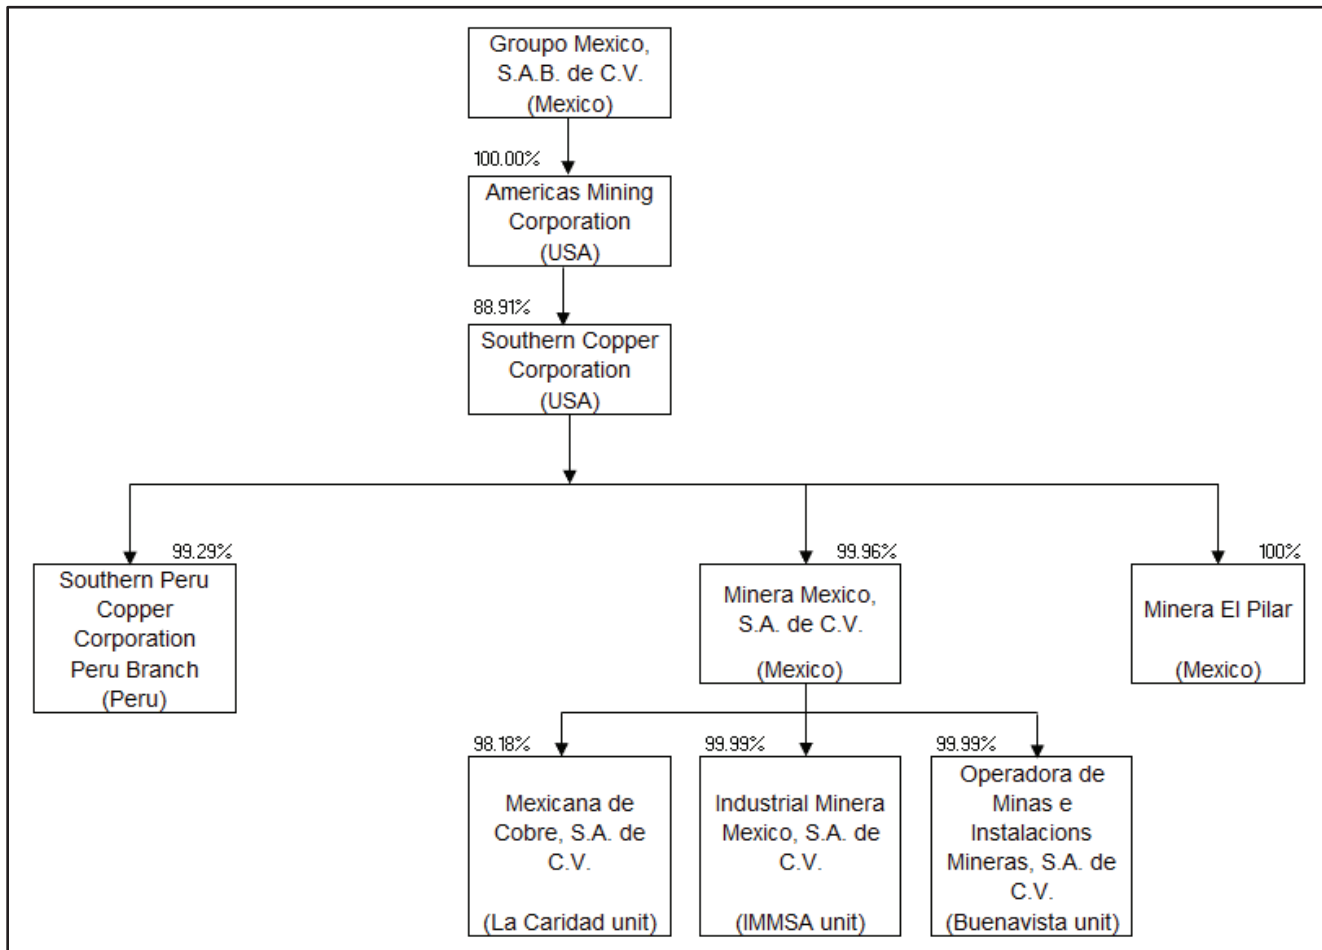 Groupo Mexico,
S.A.B. de C.V.
(Mexico)
100.00%
Americas Mining
Corporation
(USA)
88.91%
Southern Copper
Corporation
(USA)
99.29%
Southern Peru
Copper
Corporation
Peru Branch
(Peru)
99.96%
Minera Mexico,
S.A. de C.V.
(Mexico)
100%
Minera El Pilar
(Mexico)
98.18%
Mexicana de
Cobre, S.A. de
C.V.
(La Caridad unit)
99.99%
Industrial Minera
Mexico, S.A. de
C.V.
(IMMSA unit)
99.99%
Operadora de
Minas e
Instalacions
Mineras, S.A. de
C.V.
(Buenavista unit)